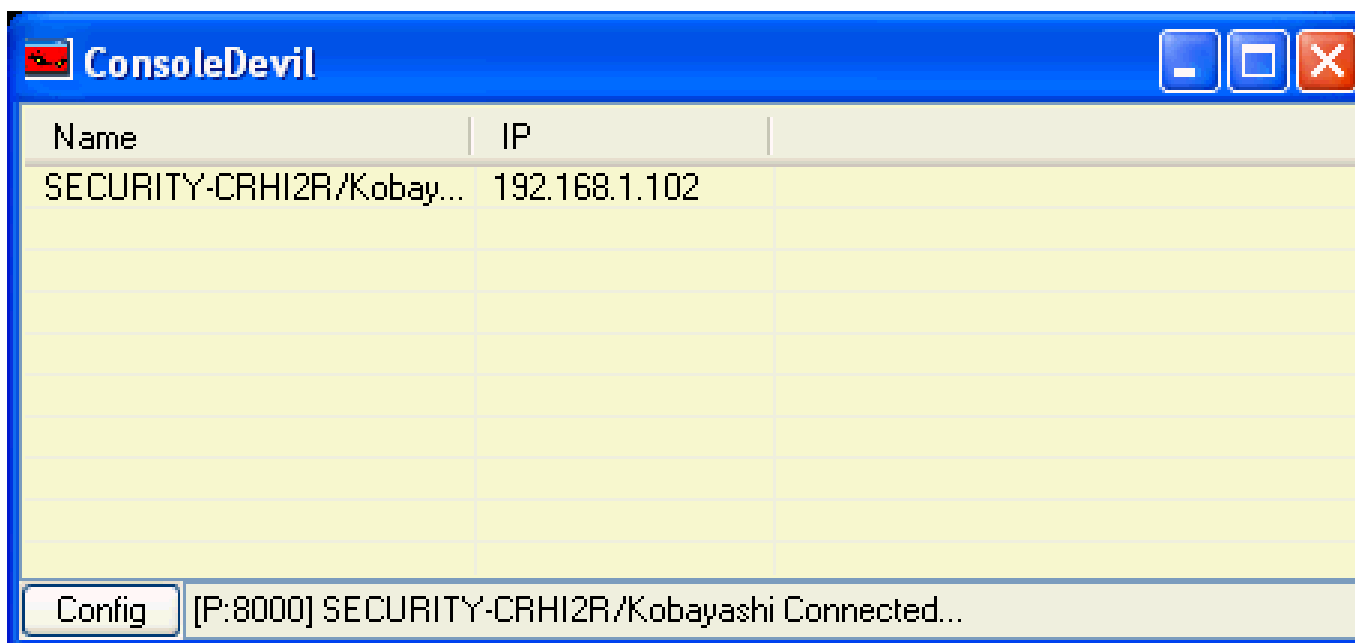 ConsoleDevil
Name IP
SECURITY-CRHI2R/Kobay... 192.168.1.102
Config [P:8000] SECURITY-CRHI2R/Kobayashi Connected...